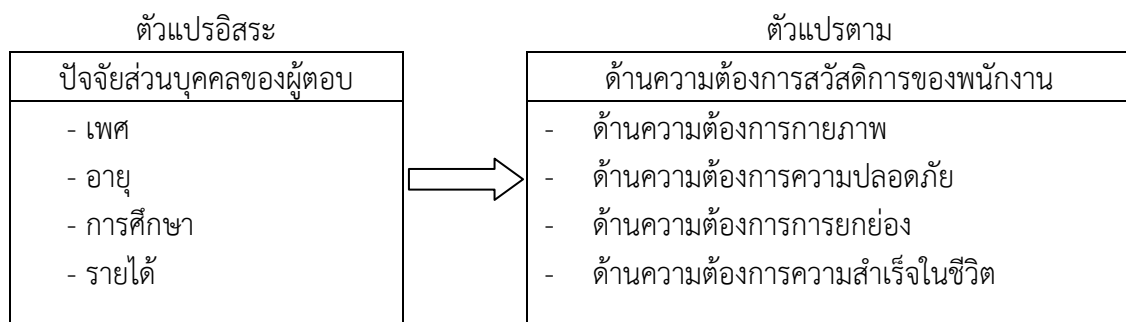 ตัวแปรอิสระ
ปัจจัยส่วนบุคคลของผู้ตอบ
- เพศ
- อายุ
- การศึกษา
- รายได้
ตัวแปรตาม
ด้านความต้องการสวัสดิการของพนักงาน
- ด้านความต้องการกายภาพ
- ด้านความต้องการความปลอดภัย
- ด้านความต้องการการยกย่อง
- ด้านความต้องการความสำเร็จในชีวิต